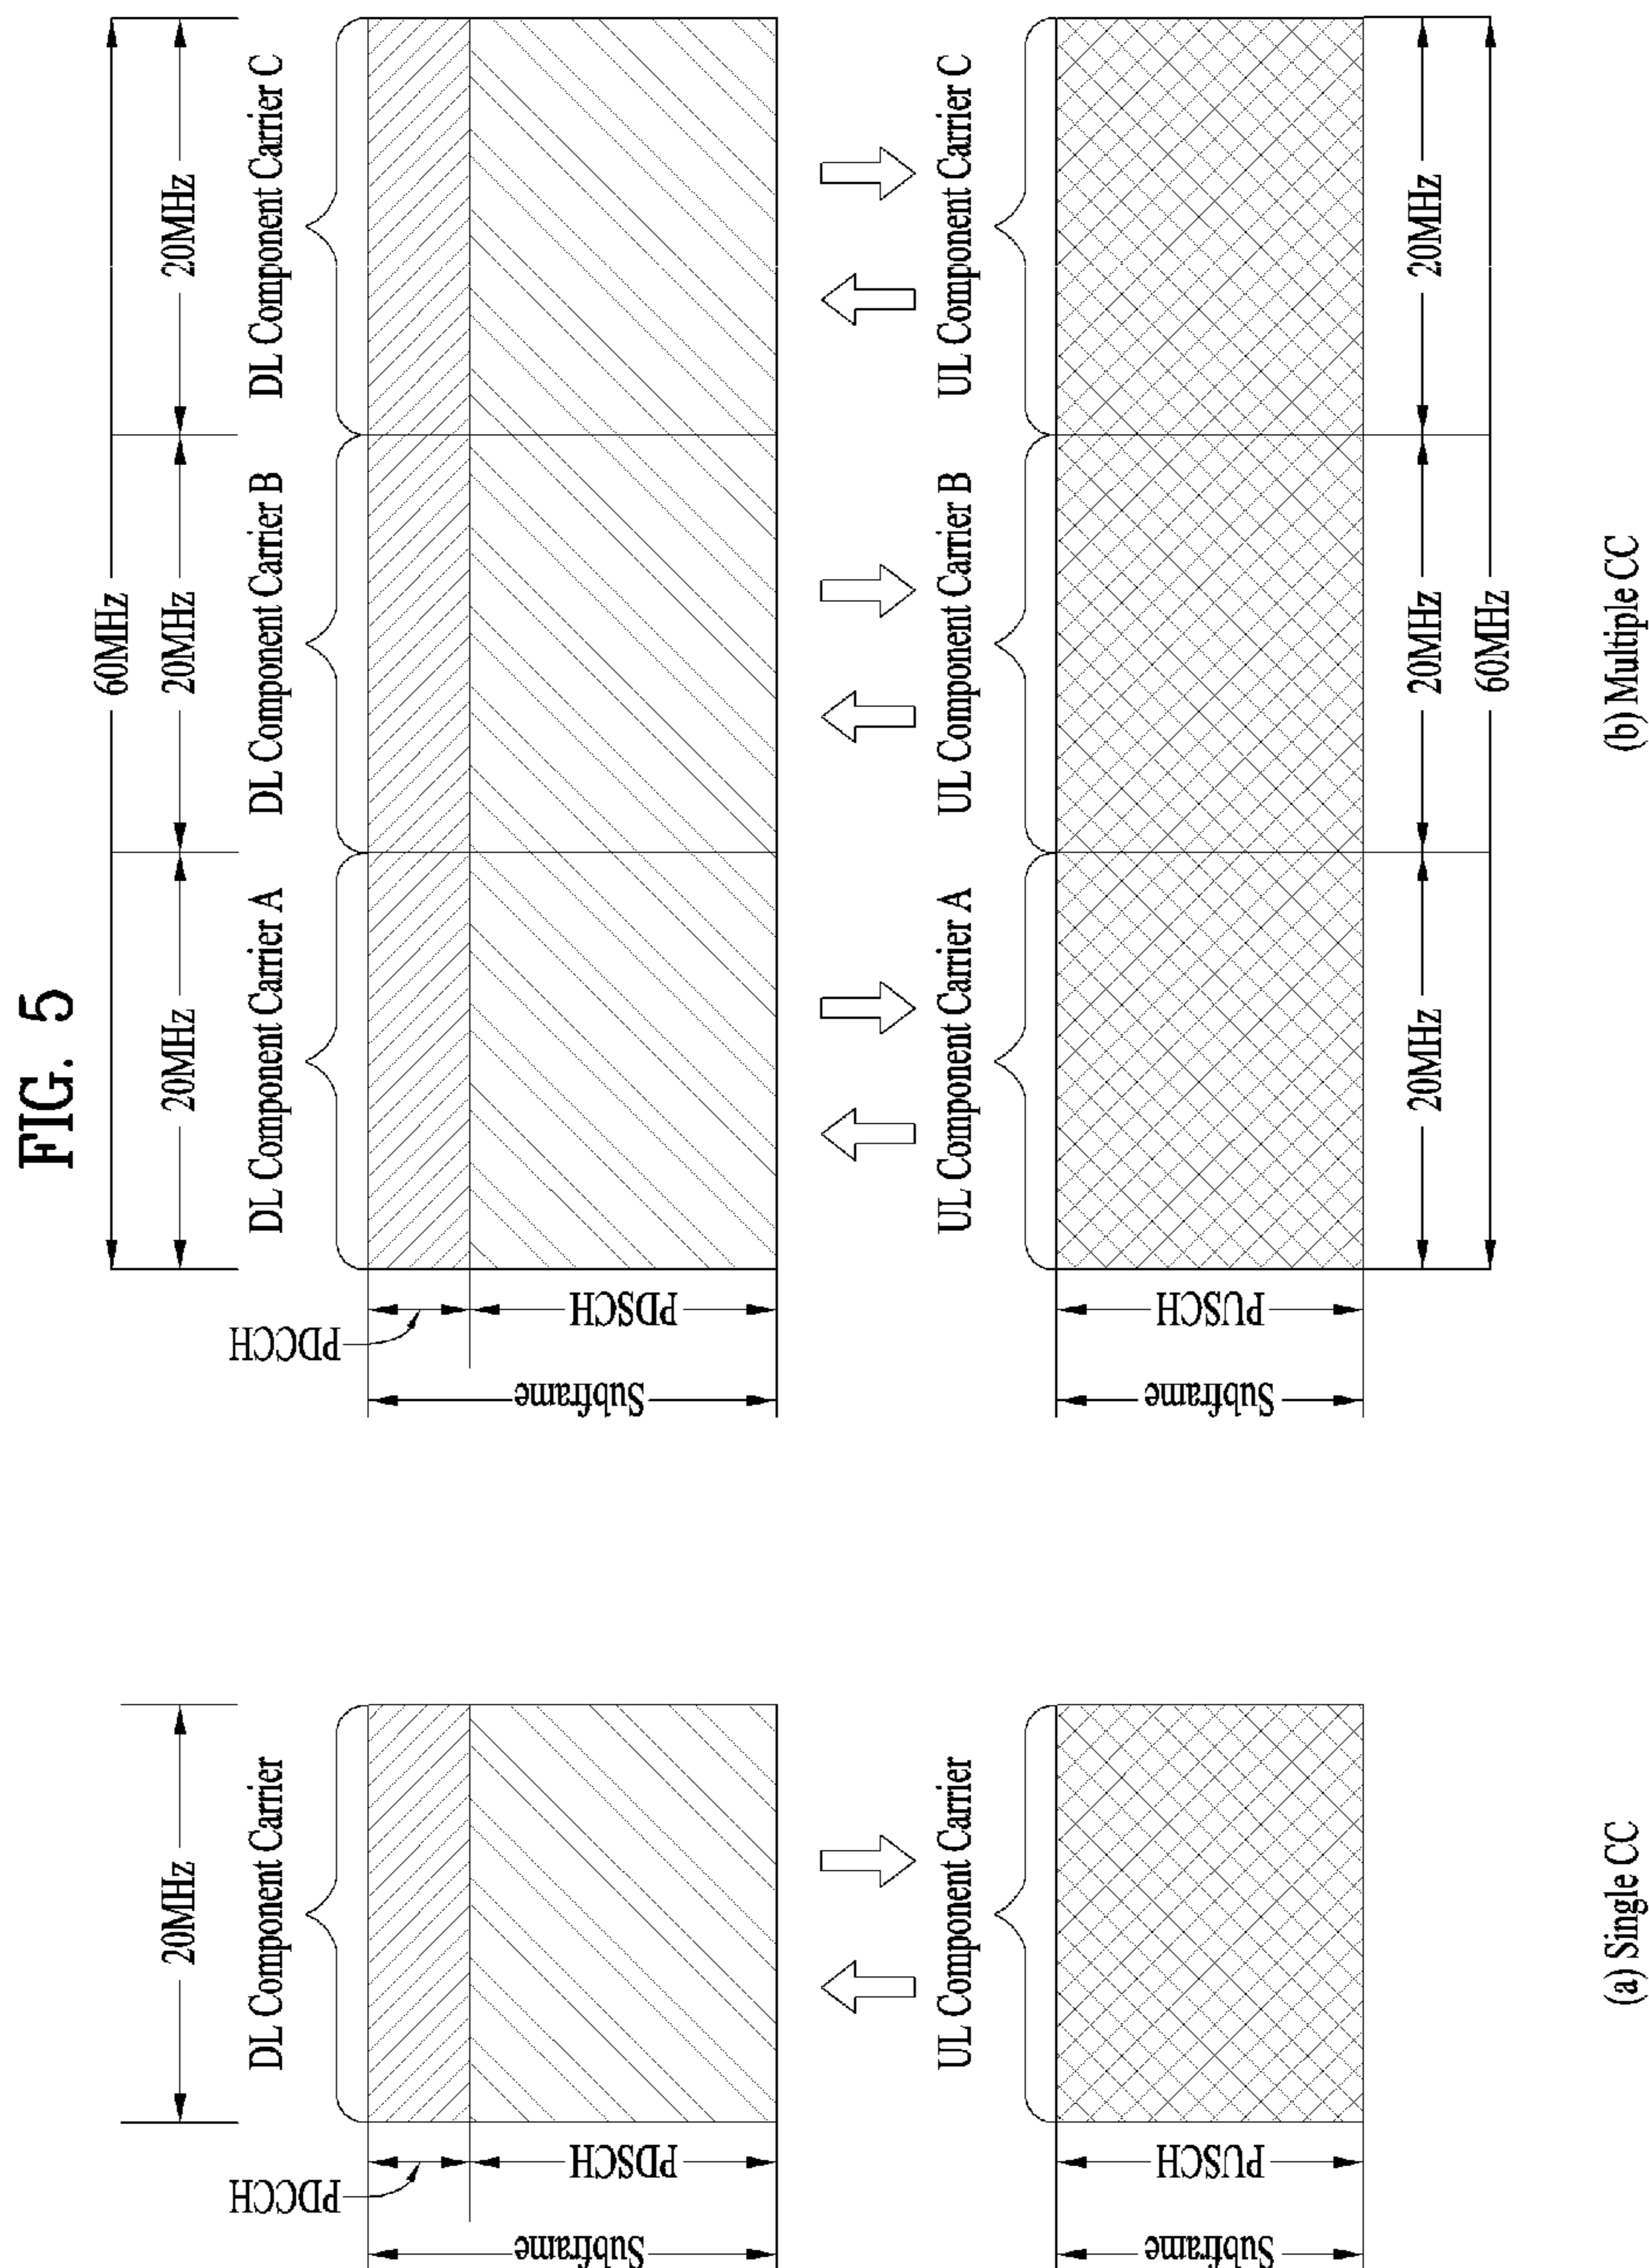 FIG. 5
20MHz
DL Component Carrier
PDCCH
PDSCH
Subframe
UL Component Carrier
PUSCH
Subframe
(a) Single CC
60MHz
20MHz
20MHz
20MHz
DL Component Carrier A
DL Component Carrier B
DL Component Carrier C
PDCCH
PDSCH
Subframe
UL Component Carrier A
UL Component Carrier B
UL Component Carrier C
PUSCH
Subframe
20MHz
20MHz
20MHz
60MHz
(b) Multiple CC